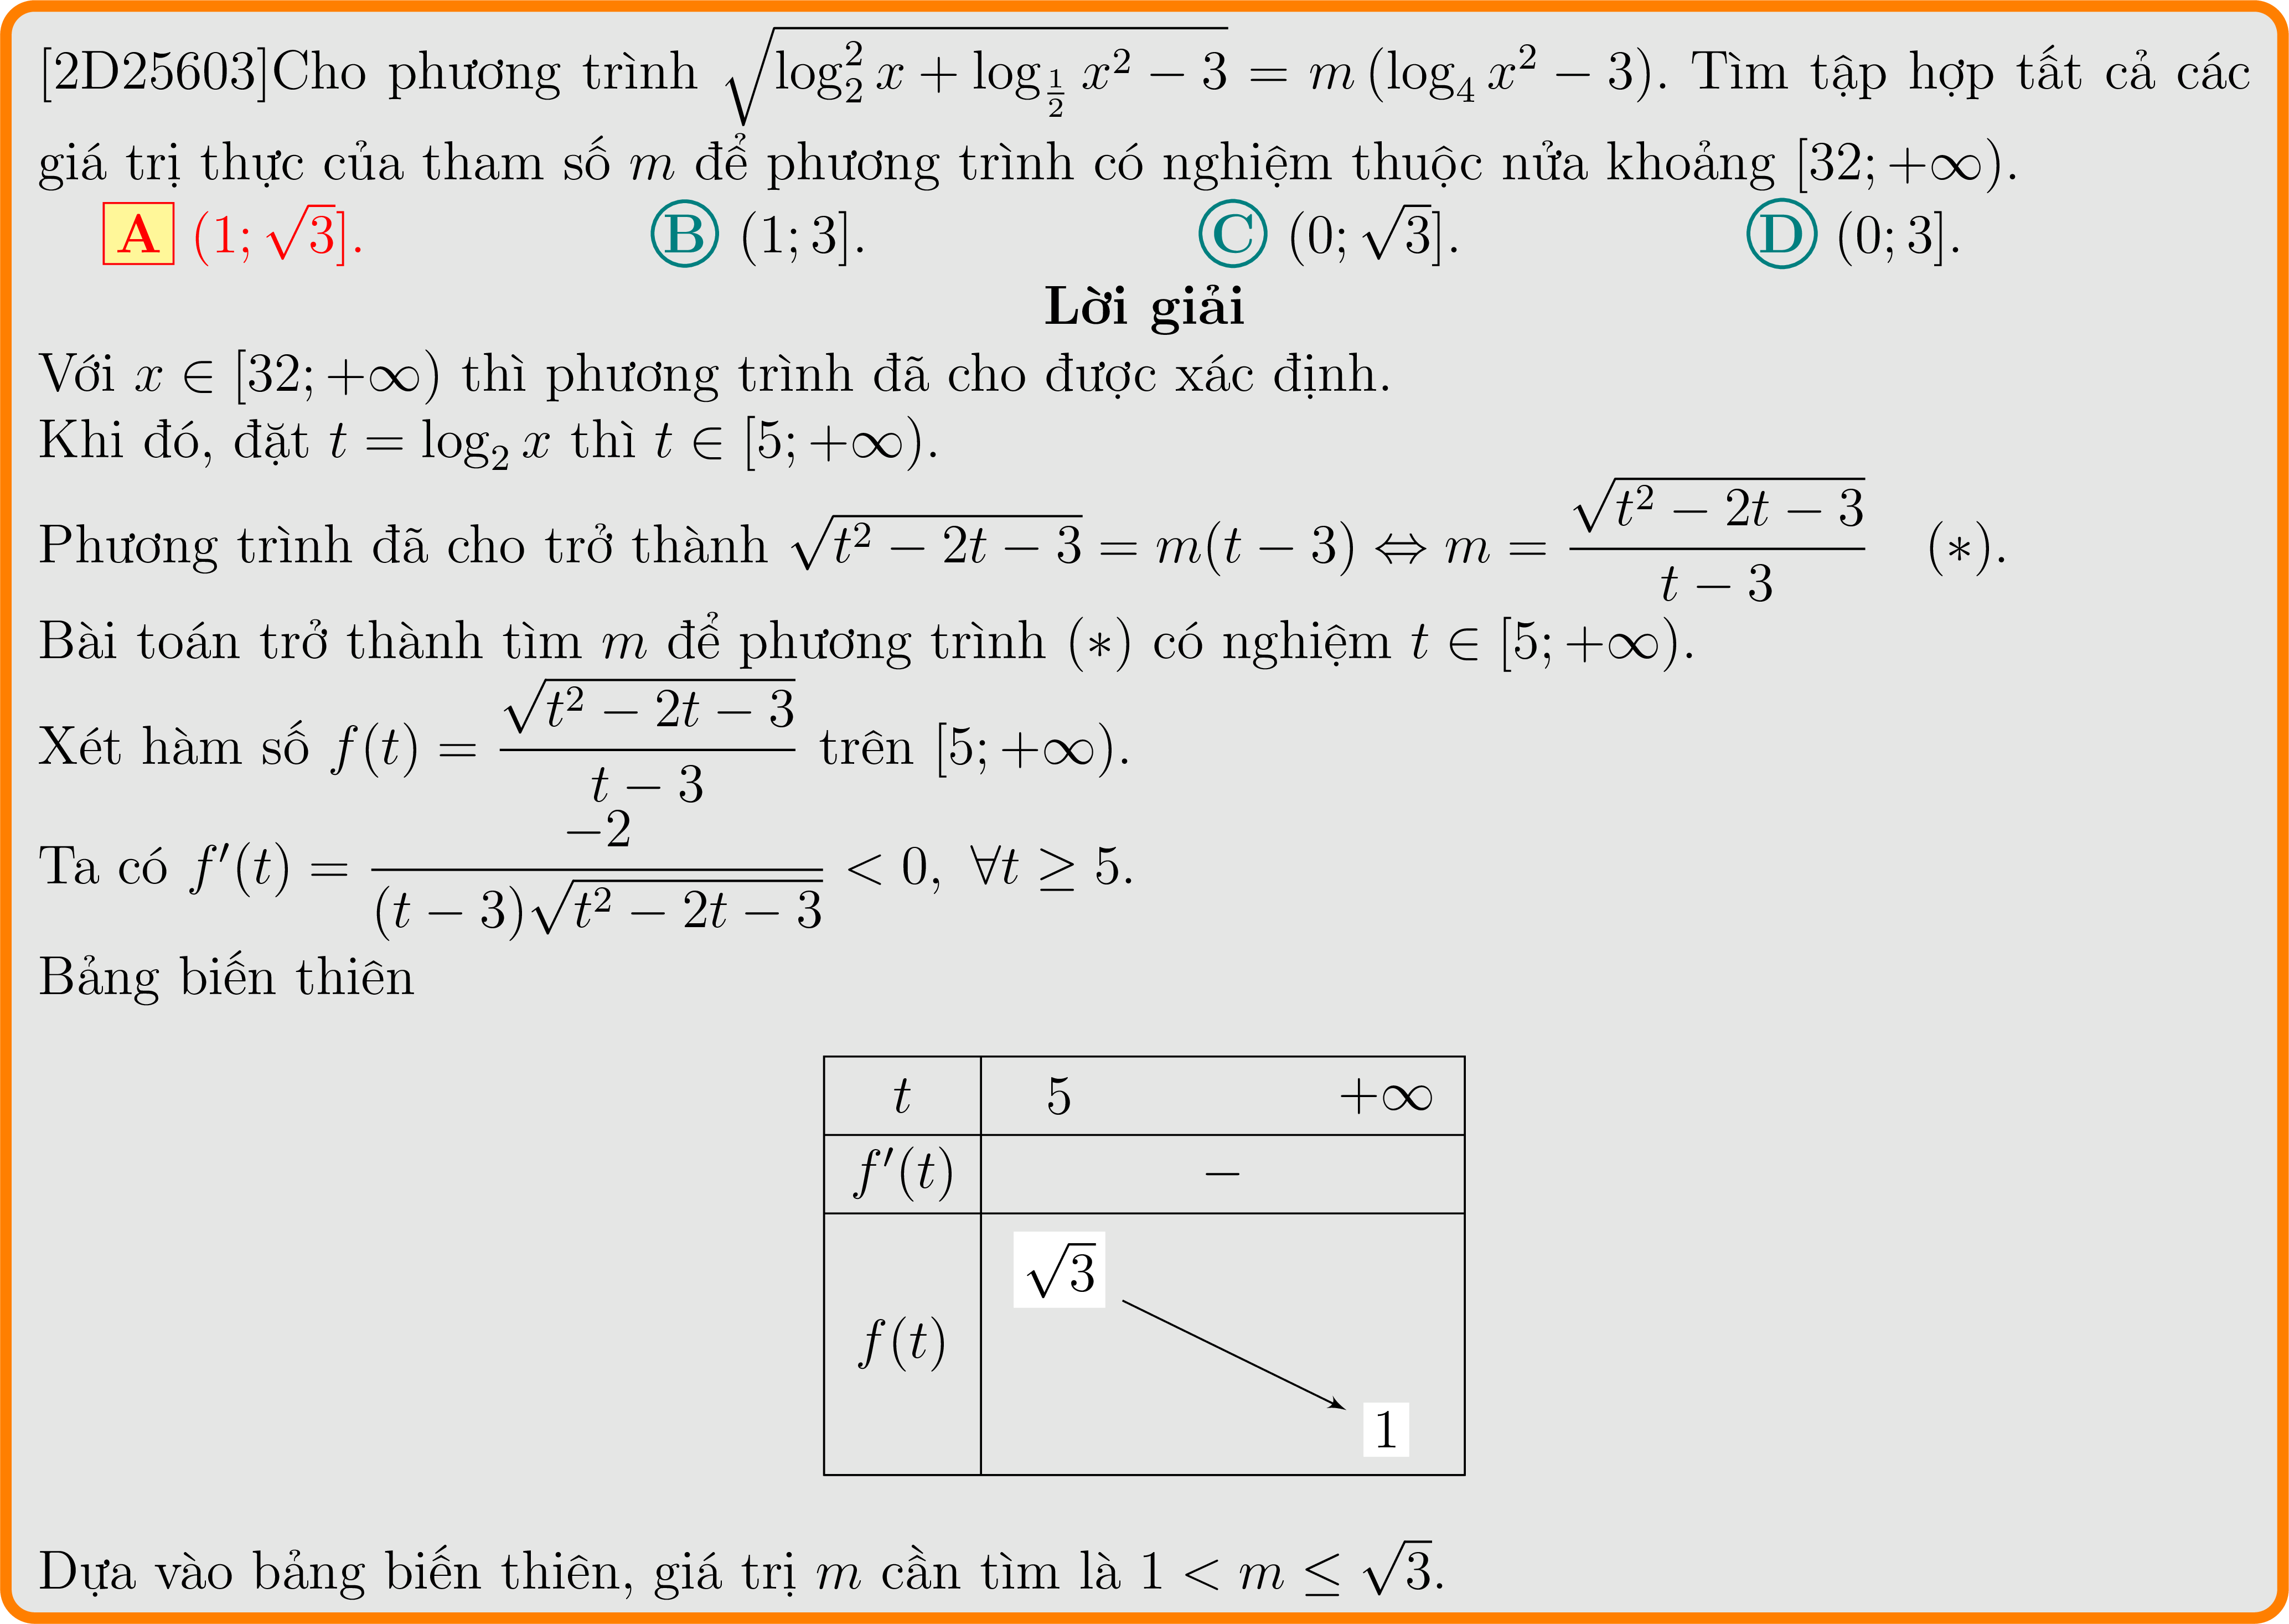 [2D25603]Cho phương trình $\sqrt{\log_2^2 x + \log_{\frac{1}{2}} x^2 - 3} = m\left(\log_4 x^2 - 3\right)$. Tìm tập hợp tất cả các
giá trị thực của tham số $m$ để phương trình có nghiệm thuộc nửa khoảng $[32; +\infty)$.
A $(1; \sqrt{3}]$. B $(1; 3]$. C $(0; \sqrt{3}]$. D $(0; 3]$.
Lời giải
Với $x \in [32; +\infty)$ thì phương trình đã cho được xác định.
Khi đó, đặt $t = \log_2 x$ thì $t \in [5; +\infty)$.
Phương trình đã cho trở thành $\sqrt{t^2 - 2t - 3} = m(t - 3) \Leftrightarrow m = \dfrac{\sqrt{t^2 - 2t - 3}}{t - 3}$ $(*)$.
Bài toán trở thành tìm $m$ để phương trình $(*)$ có nghiệm $t \in [5; +\infty)$.
Xét hàm số $f(t) = \dfrac{\sqrt{t^2 - 2t - 3}}{t - 3}$ trên $[5; +\infty)$.
Ta có $f'(t) = \dfrac{-2}{(t - 3)\sqrt{t^2 - 2t - 3}} < 0, \ \forall t \geq 5$.
Bảng biến thiên
$t$ $5$ $+\infty$
$f'(t)$ $-$
$f(t)$ $\sqrt{3}$ $1$
Dựa vào bảng biến thiên, giá trị $m$ cần tìm là $1 < m \leq \sqrt{3}$.